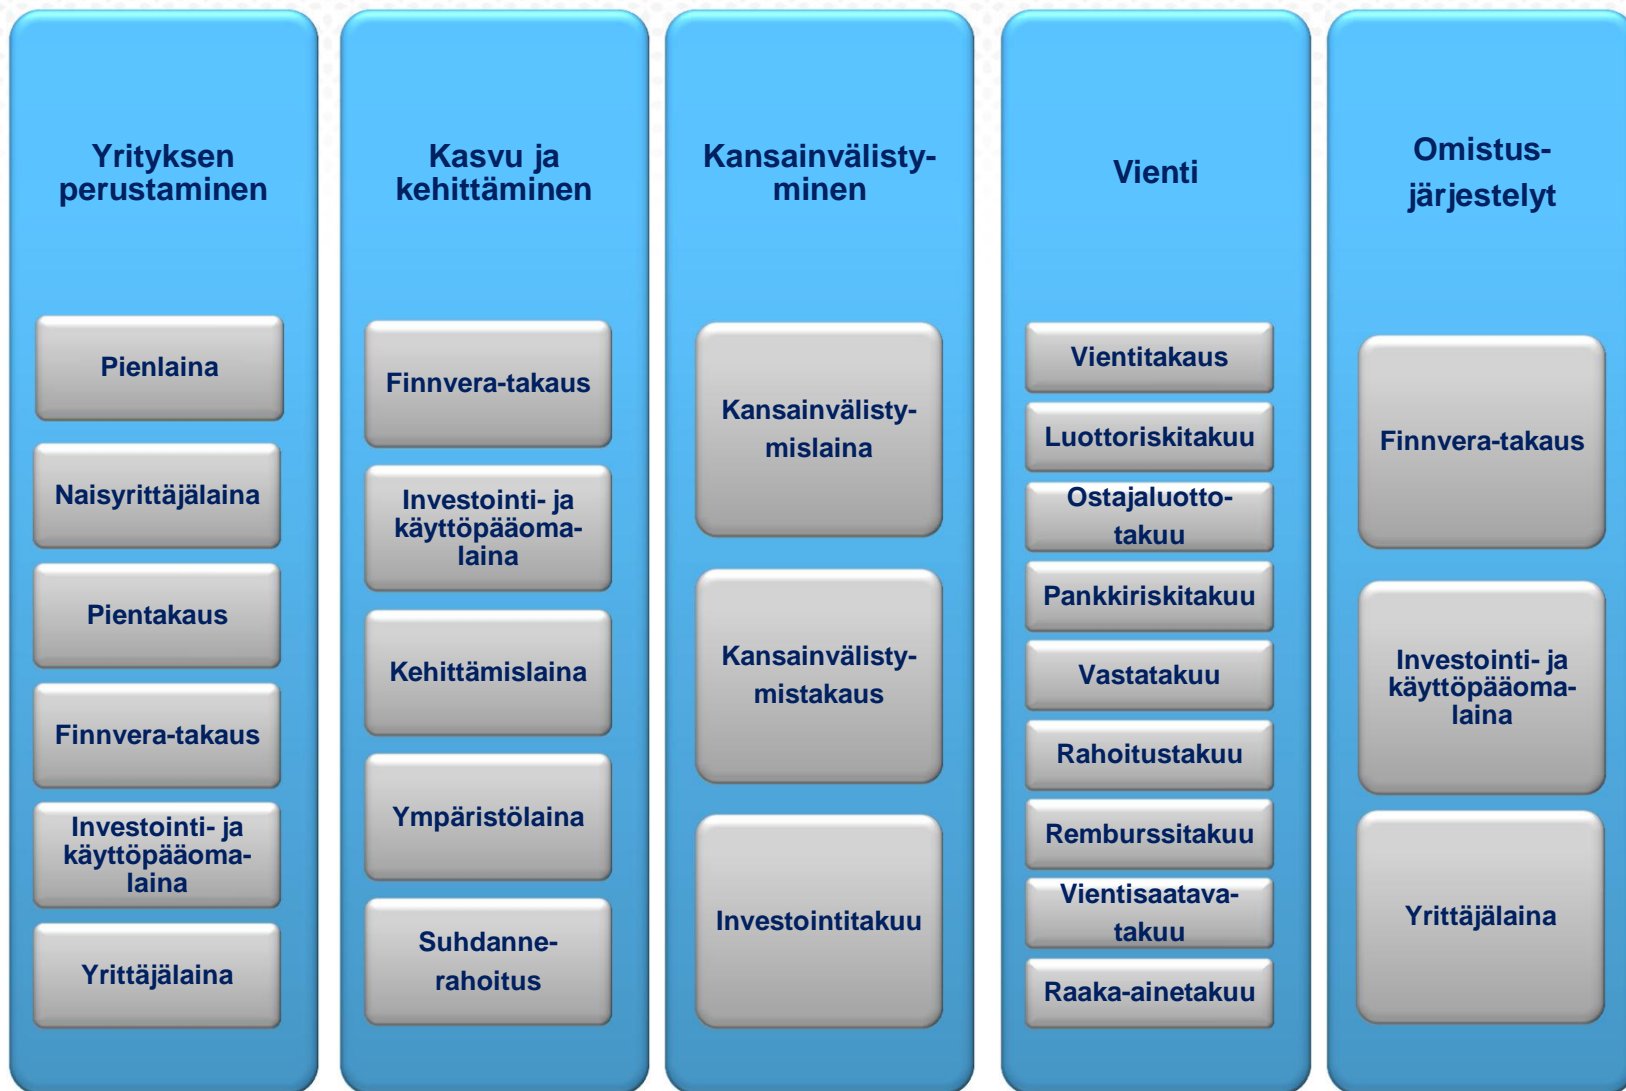 Yrityksen
perustaminen
Pienlaina
Naisyrittäjälaina
Pientakaus
Finnvera-takaus
Investointi- ja
käyttöpääoma-
laina
Yrittäjälaina
Kasvu ja
kehittäminen
Finnvera-takaus
Investointi- ja
käyttöpääoma-
laina
Kehittämislaina
Ympäristölaina
Suhdanne-
rahoitus
Kansainvälisty-
minen
Kansainvälisty-
mislaina
Kansainvälisty-
mistakaus
Investointitakuu
Vienti
Vientitakaus
Luottoriskitakuu
Ostajaluotto-
takuu
Pankkiriskitakuu
Vastatakuu
Rahoitustakuu
Remburssitakuu
Vientisaatava-
takuu
Raaka-ainetakuu
Omistus-
järjestelyt
Finnvera-takaus
Investointi- ja
käyttöpääoma-
laina
Yrittäjälaina